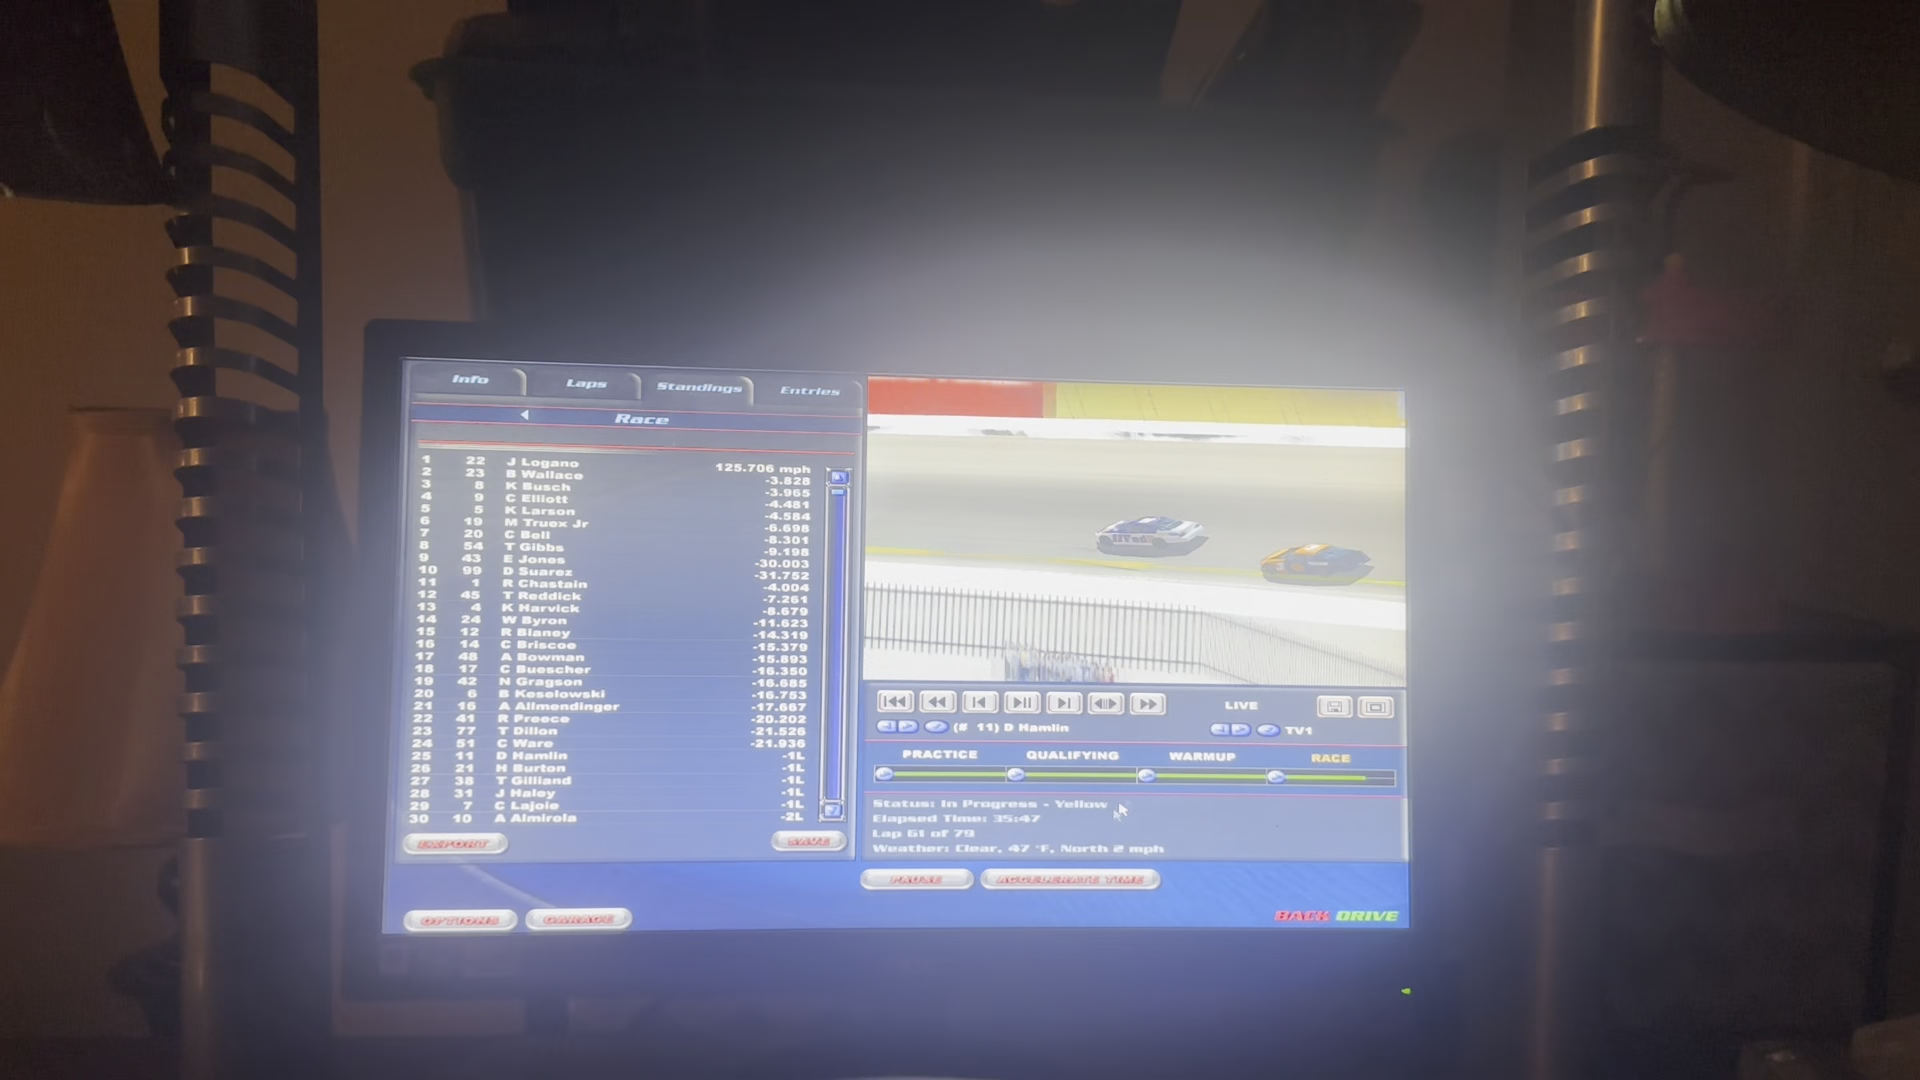 Info Laps Standings Entries
Race
1 22 J Logano 125.706 mph
2 23 B Wallace -3.828
3 8 K Busch -3.965
4 9 C Elliott -4.481
5 5 K Larson -4.584
6 19 M Truex Jr -6.698
7 20 C Bell -8.301
8 54 T Gibbs -9.198
9 43 E Jones -30.003
10 99 D Suarez -31.752
11 1 R Chastain -4.004
12 45 T Reddick -7.261
13 4 K Harvick -8.679
14 24 W Byron -11.623
15 12 R Blaney -14.319
16 14 C Briscoe -15.379
17 48 A Bowman -15.893
18 17 C Buescher -16.350
19 42 N Gragson -16.685
20 6 B Keselowski -16.753
21 16 A Allmendinger -17.667
22 41 R Preece -20.202
23 77 T Dillon -21.526
24 51 C Ware -21.936
25 11 D Hamlin -1L
26 21 H Burton -1L
27 38 T Gilliand -1L
28 31 J Haley -1L
29 7 C Lajoie -1L
30 10 A Almirola -2L
EXPORT SAVE
OPTIONS GARAGE
LIVE
(# 11) D Hamlin TV1
PRACTICE QUALIFYING WARMUP RACE
Status: In Progress - Yellow
Elapsed Time: 35:47
Lap 61 of 79
Weather: Clear, 47 °F, North 2 mph
PAUSE ACCELERATE TIME
BACK DRIVE